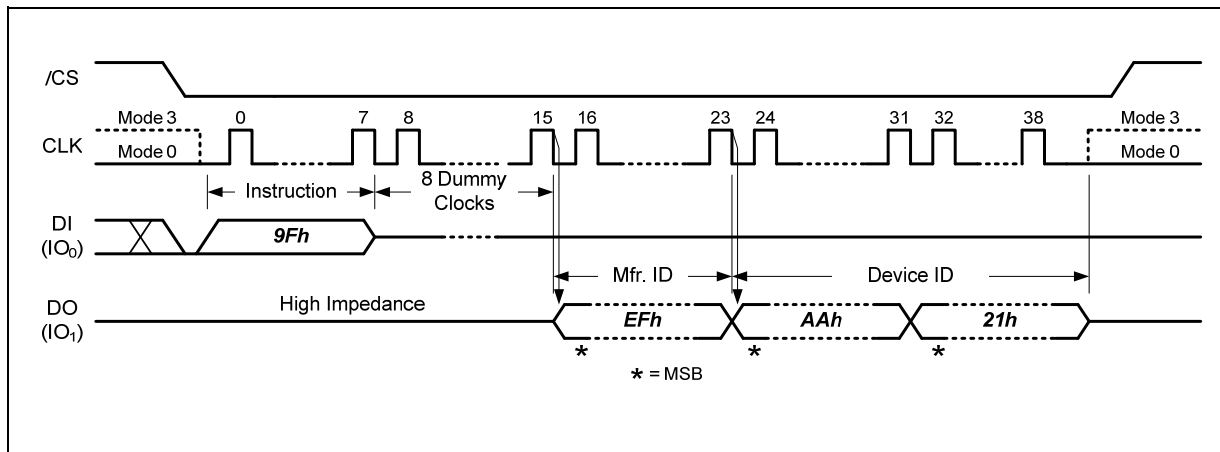 /CS
Mode 3 0 7 8 15 16 23 24 31 32 38 Mode 3
CLK
Mode 0 Mode 0
Instruction 8 Dummy
Clocks
DI
(IO₀)
9Fh
Mfr. ID Device ID
High Impedance
DO
(IO₁)
EFh AAh 21h
* * *
* = MSB